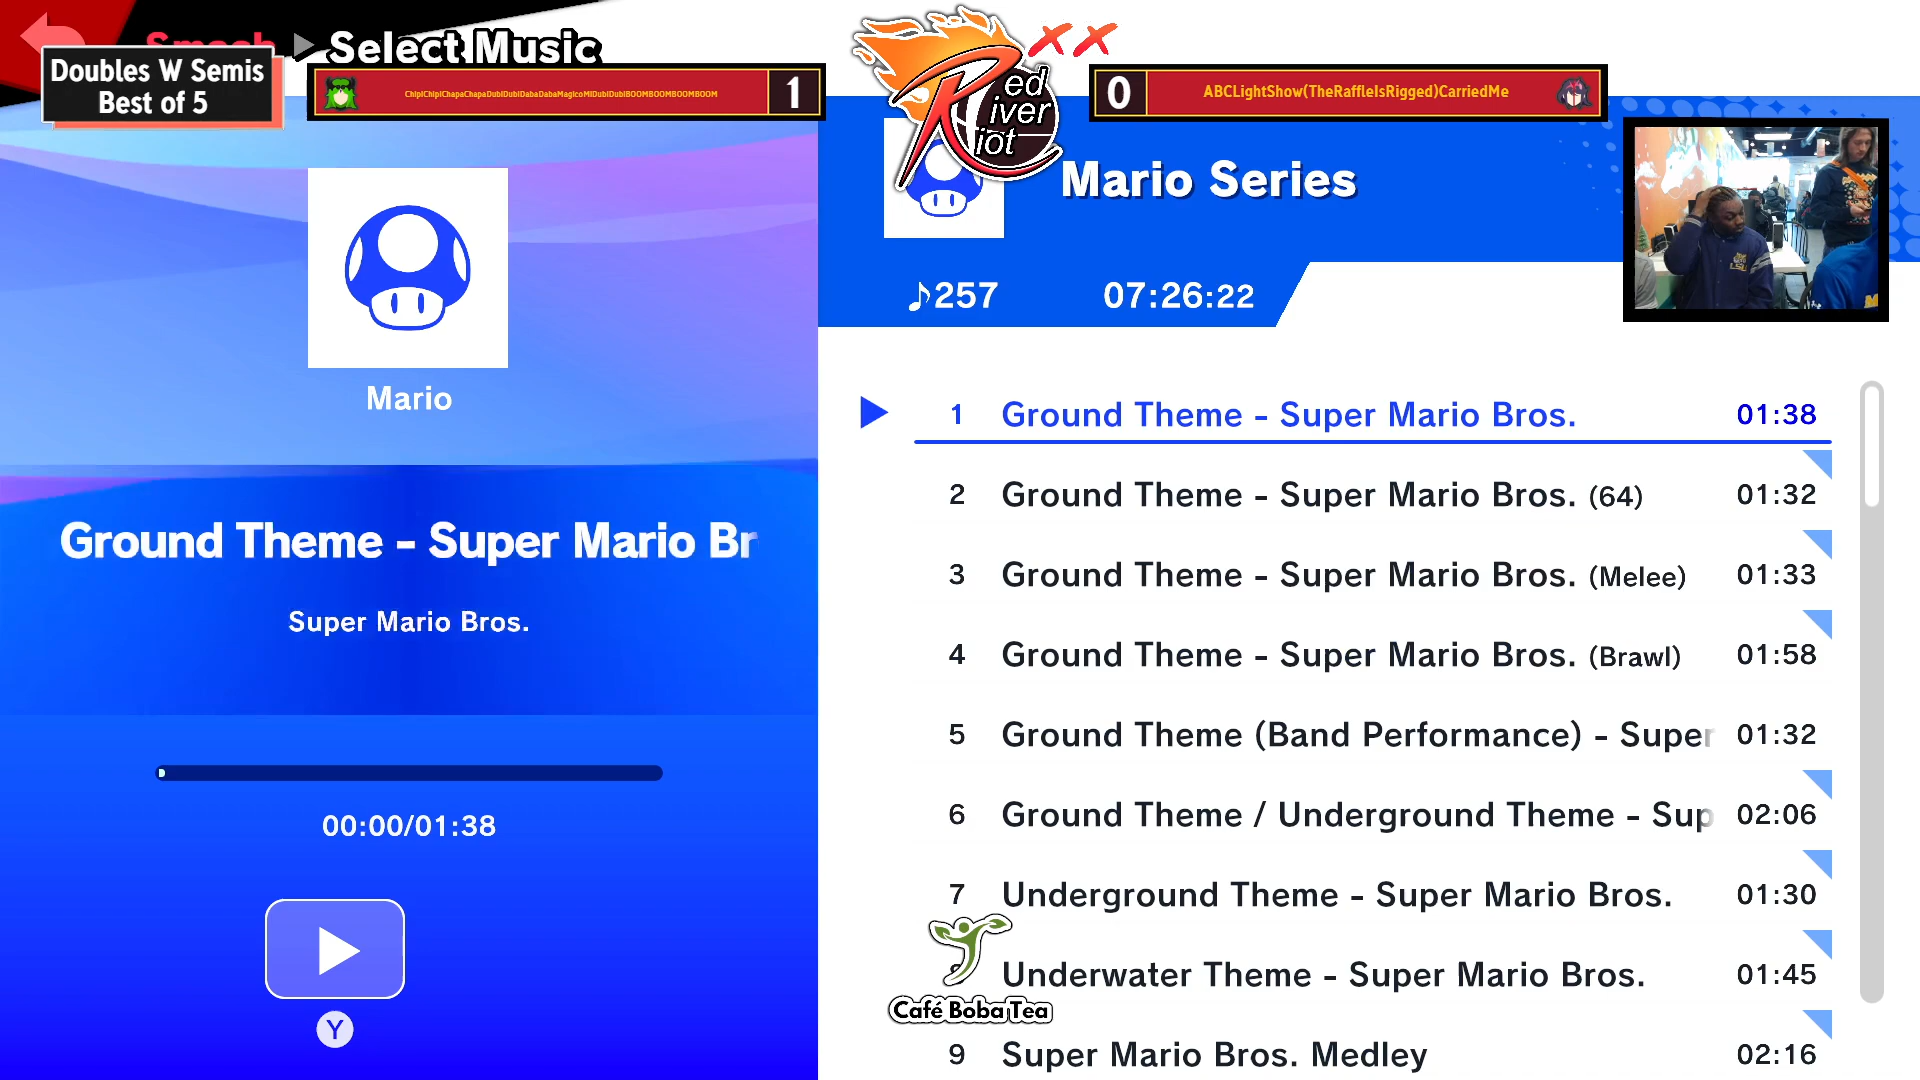 Smash
Select Music
Doubles W Semis
Best of 5
ChipiChipiChapaChapaDubiDubiDabaDabaMagicoMiDubiDubiBOOMBOOMBOOMBOOM
1
Red
River
Riot
XX
0
ABCLightShow(TheRaffleIsRigged)CarriedMe
Mario
Mario Series
♪257
07:26:22
LSU
Ground Theme - Super Mario Br
Super Mario Bros.
00:00/01:38
Y
1 Ground Theme - Super Mario Bros. 01:38
2 Ground Theme - Super Mario Bros. (64) 01:32
3 Ground Theme - Super Mario Bros. (Melee) 01:33
4 Ground Theme - Super Mario Bros. (Brawl) 01:58
5 Ground Theme (Band Performance) - Super 01:32
6 Ground Theme / Underground Theme - Sup 02:06
7 Underground Theme - Super Mario Bros. 01:30
Underwater Theme - Super Mario Bros. 01:45
Café Boba Tea
9 Super Mario Bros. Medley 02:16